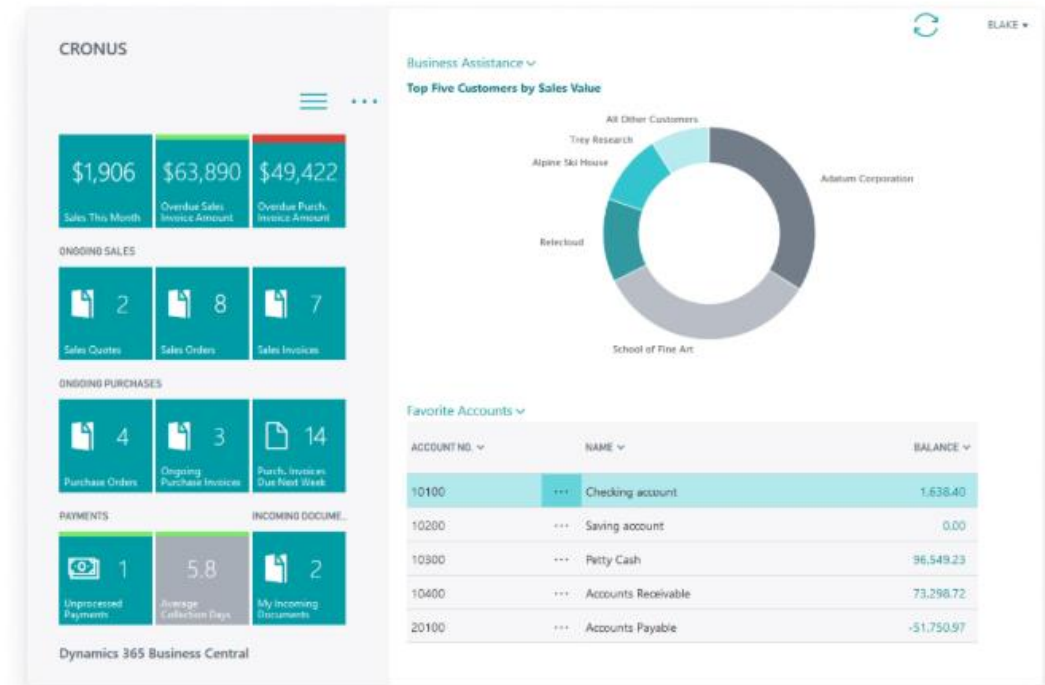 BLAKE
CRONUS
Business Assistance
Top Five Customers by Sales Value
...
$1,906
Sales This Month
$63,890
Overdue Sales
Invoice Amount
$49,422
Overdue Purch.
Invoice Amount
ONGOING SALES
2
Sales Quotes
8
Sales Orders
7
Sales Invoices
ONGOING PURCHASES
4
Purchase Orders
3
Ongoing
Purchase Invoices
14
Purch. Invoices
Due Next Week
PAYMENTS
INCOMING DOCUME..
1
Unprocessed
Payments
5.8
Average
Collection Days
2
My Incoming
Documents
Dynamics 365 Business Central
All Other Customers
Trey Research
Alpine Ski House
Adatum Corporation
Relecloud
School of Fine Art
Favorite Accounts
ACCOUNT NO. NAME BALANCE
10100 ... Checking account 1,638.40
10200 ... Saving account 0.00
10300 ... Petty Cash 96,549.23
10400 ... Accounts Receivable 73,298.72
20100 ... Accounts Payable -51,750.97